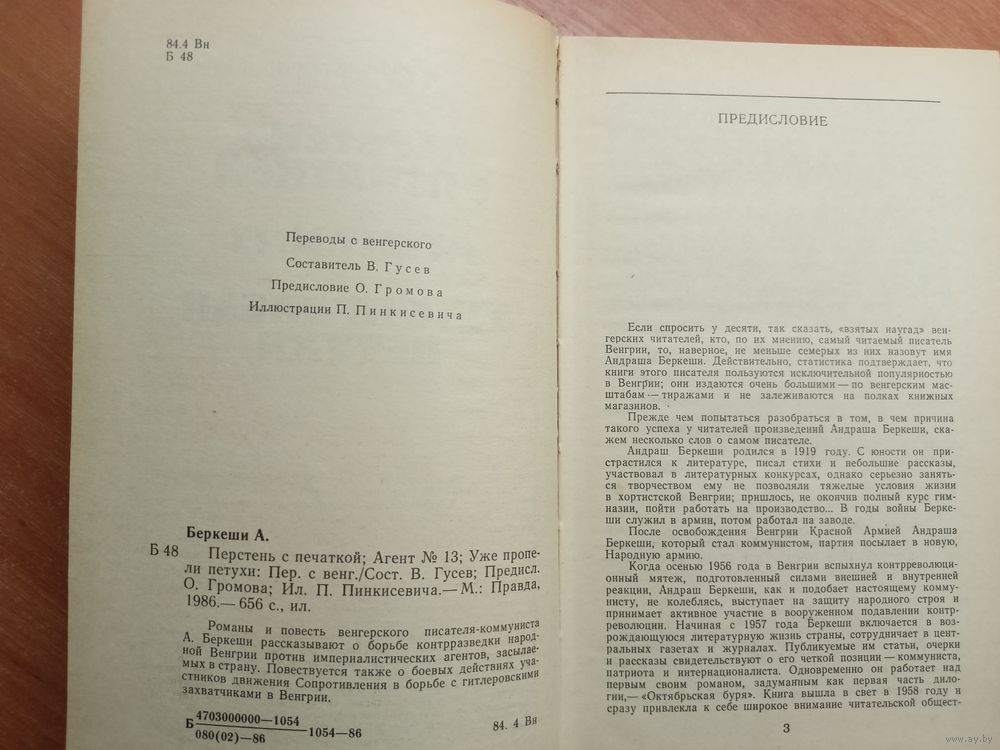 84.4 Вн
Б 48
Переводы с венгерского
Составитель В. Гусев
Предисловие О. Громова
Иллюстрации П. Пинкисевича
Беркеши А.
Б 48 Перстень с печаткой; Агент № 13; Уже пропе-
ли петухи: Пер. с венг./Сост. В. Гусев; Предисл.
О. Громова; Ил. П. Пинкисевича.— М.: Правда,
1986.— 656 с., ил.
Романы и повесть венгерского писателя-коммуниста
А. Беркеши рассказывают о борьбе контрразведки народ-
ной Венгрии против империалистических агентов, засылае-
мых в страну. Повествуется также о боевых действиях уча-
стников движения Сопротивления в борьбе с гитлеровскими
захватчиками в Венгрии.
Б 4703000000—1054
080(02)—86
1054—86
84. 4 Вн
ПРЕДИСЛОВИЕ
Если спросить у десяти, так сказать, «взятых наугад» вен-
герских читателей, кто, по их мнению, самый читаемый писатель
Венгрии, то, наверное, не меньше семерых из них назовут имя
Андраша Беркеши. Действительно, статистика подтверждает, что
книги этого писателя пользуются исключительной популярностью
в Венгрии; они издаются очень большими — по венгерским мас-
штабам — тиражами и не залеживаются на полках книжных
магазинов.
Прежде чем попытаться разобраться в том, в чем причина
такого успеха у читателей произведений Андраша Беркеши, ска-
жем несколько слов о самом писателе.
Андраш Беркеши родился в 1919 году. С юности он при-
страстился к литературе, писал стихи и небольшие рассказы,
участвовал в литературных конкурсах, однако серьезно занять-
ся творчеством ему не позволяли тяжелые условия жизни
в хортистской Венгрии; пришлось, не окончив полный курс гим-
назии, пойти работать на производство... В годы войны Берке-
ши служил в армии, потом работал на заводе.
После освобождения Венгрии Красной Армией Андраша
Беркеши, который стал коммунистом, партия посылает в новую,
Народную армию.
Когда осенью 1956 года в Венгрии вспыхнул контрреволюци-
онный мятеж, подготовленный силами внешней и внутренней
реакции, Андраш Беркеши, как и подобает настоящему комму-
нисту, не колеблясь, выступает на защиту народного строя и
принимает активное участие в вооруженном подавлении контр-
революции. Начиная с 1957 года Беркеши включается в воз-
рождающуюся литературную жизнь страны, сотрудничает в цент-
ральных газетах и журналах. Публикуемые им статьи, очерки
и рассказы свидетельствуют о его четкой позиции — коммуниста,
патриота и интернационалиста. Одновременно он работает над
первым своим романом, задуманным как первая часть дило-
гии,— «Октябрьская буря». Книга вышла в свет в 1958 году и
сразу привлекла к себе широкое внимание читательской общест-
3
www.ay.by